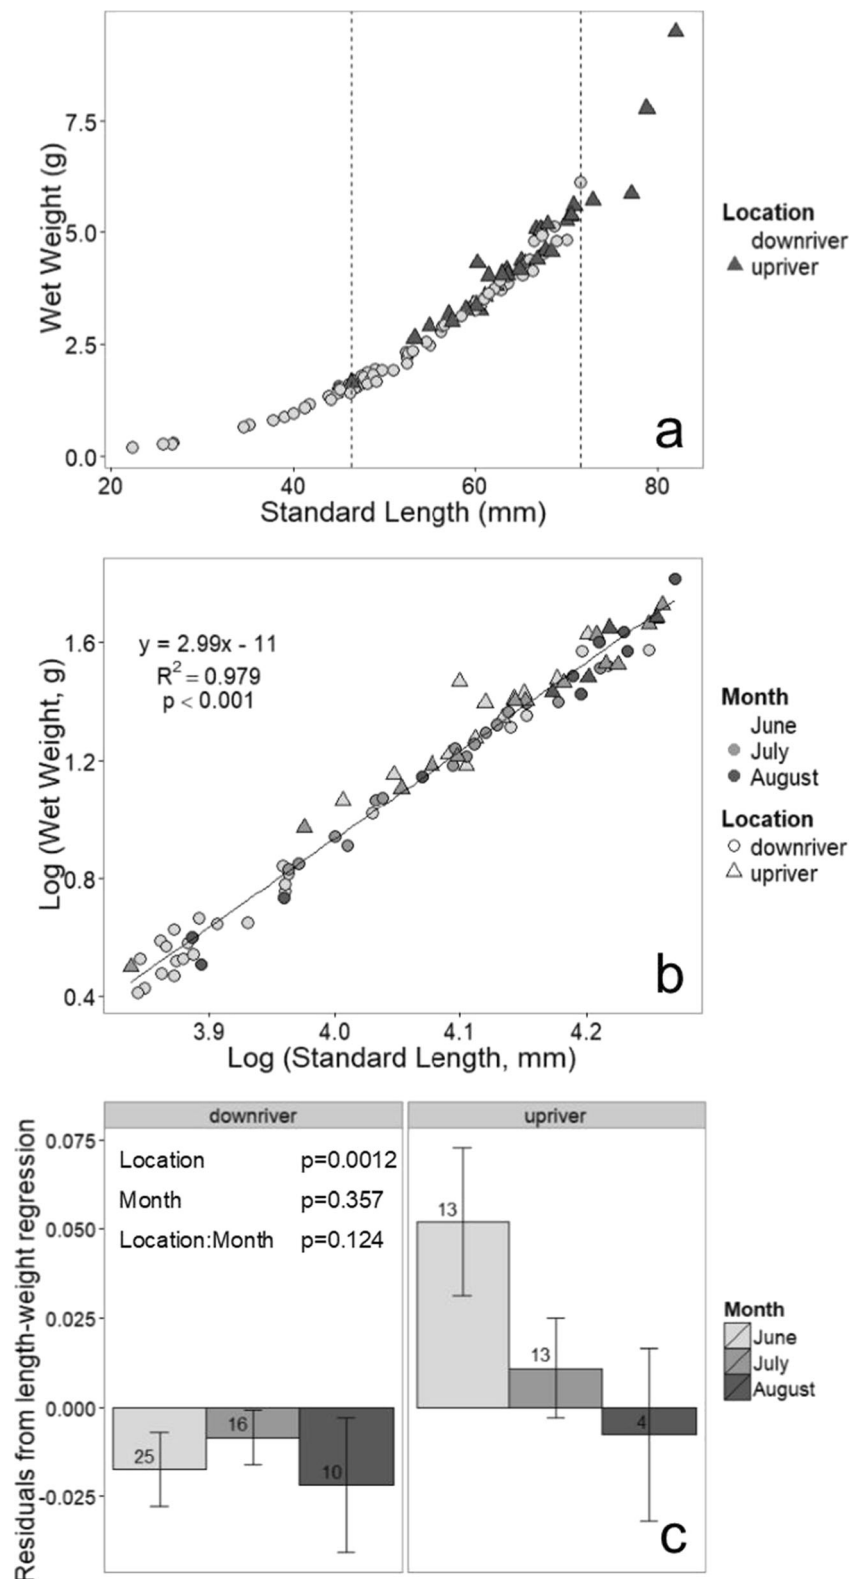 7.5
5.0
2.5
0.0
Wet Weight (g)
20 40 60 80
Standard Length (mm)
a
Location
downriver
upriver
y = 2.99x - 11
R² = 0.979
p < 0.001
1.6
1.2
0.8
0.4
Log (Wet Weight, g)
3.9 4.0 4.1 4.2
Log (Standard Length, mm)
b
Month
June
July
August
Location
downriver
upriver
downriver upriver
Location p=0.0012
Month p=0.357
Location:Month p=0.124
0.075
0.050
0.025
0.000
-0.025
Residuals from length-weight regression
25 16 10
13 13 4
c
Month
June
July
August